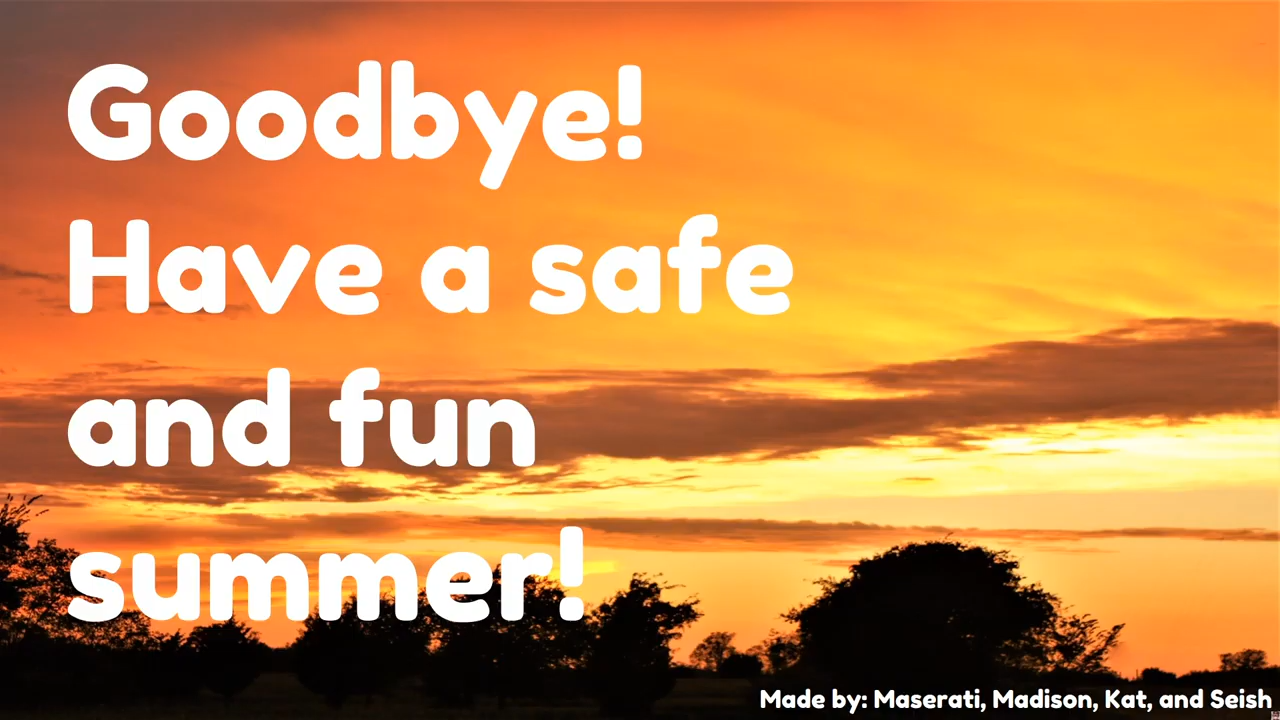 Goodbye!
Have a safe
and fun
summer!
Made by: Maserati, Madison, Kat, and Seish